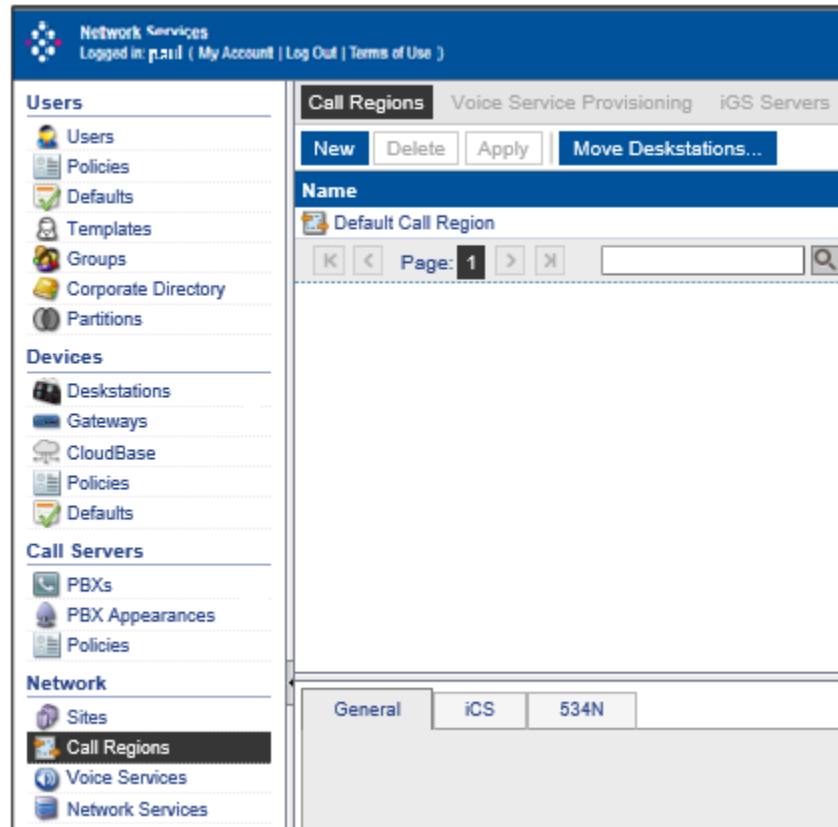 Network Services
Logged in: paul ( My Account | Log Out | Terms of Use )
Users
Users
Policies
Defaults
Templates
Groups
Corporate Directory
Partitions
Devices
Deskstations
Gateways
CloudBase
Policies
Defaults
Call Servers
PBXs
PBX Appearances
Policies
Network
Sites
Call Regions
Voice Services
Network Services
Call Regions Voice Service Provisioning iGS Servers
New Delete Apply Move Deskstations...
Name
Default Call Region
Page: 1
General iCS 534N